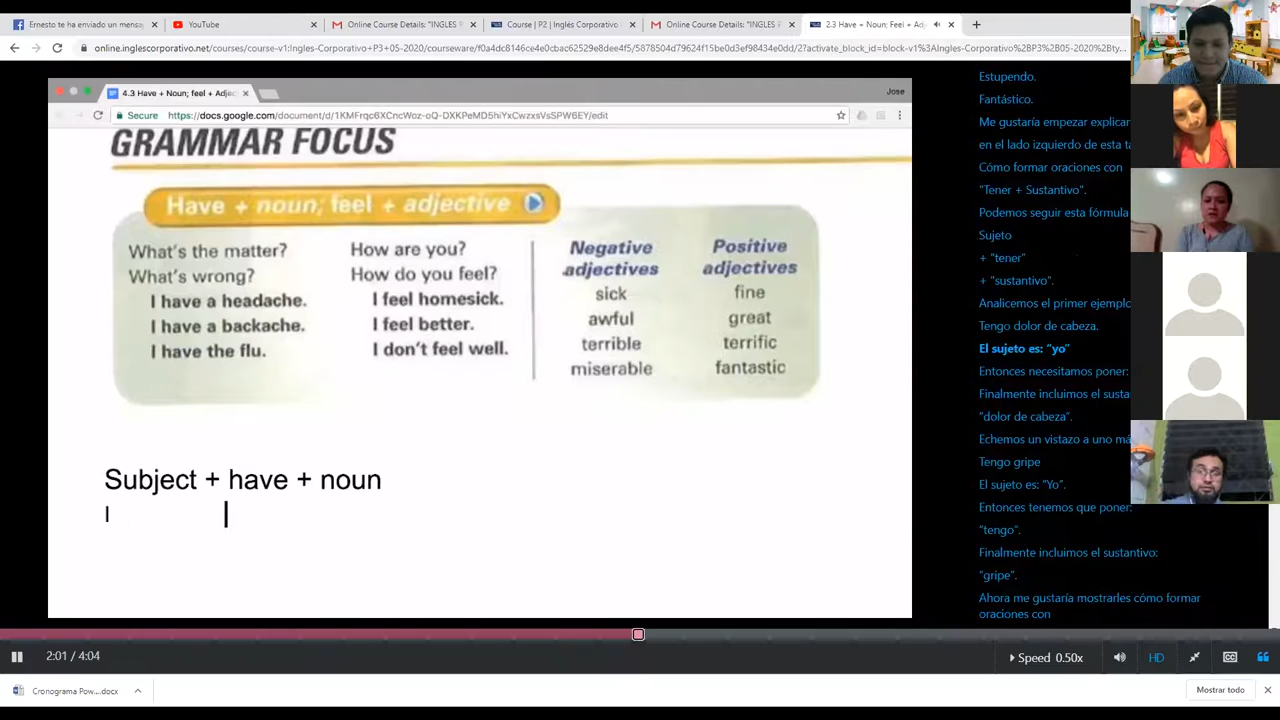 Ernesto te ha enviado un mensaj
YouTube
Online Course Details: "INGLES 
Course | P2 | Inglés Corporativo
Online Course Details: "INGLES
2.3 Have + Noun; Feel + Adj
online.inglescorporativo.net/courses/course-v1:Ingles-Corporativo+P3+05-2020/courseware/f0a4dc8146ce4e0cbac62529e8dee4f5/5878504d79624f15be0d3ef98434e0dd/2?activate_block_id=block-v1%3AIngles-Corporativo%2BP3%2B05-2020%2Bty...
4.3 Have + Noun; feel + Adjec
Jose
Secure https://docs.google.com/document/d/1KMFrqc6XCncWoz-oQ-DXKPeMD5hiYxCwzxsVsSPW6EY/edit
GRAMMAR FOCUS
Have + noun; feel + adjective
What's the matter?
What's wrong?
I have a headache.
I have a backache.
I have the flu.
How are you?
How do you feel?
I feel homesick.
I feel better.
I don't feel well.
Negative
adjectives
sick
awful
terrible
miserable
Positive
adjectives
fine
great
terrific
fantastic
Subject + have + noun
I
Estupendo.
Fantástico.
Me gustaría empezar explican
en el lado izquierdo de esta ta
Cómo formar oraciones con
"Tener + Sustantivo".
Podemos seguir esta fórmula
Sujeto
+ "tener"
+ "sustantivo".
Analicemos el primer ejemplo
Tengo dolor de cabeza.
El sujeto es: "yo"
Entonces necesitamos poner:
Finalmente incluimos el susta
"dolor de cabeza".
Echemos un vistazo a uno má
Tengo gripe
El sujeto es: "Yo".
Entonces tenemos que poner:
"tengo".
Finalmente incluimos el sustantivo:
"gripe".
Ahora me gustaría mostrarles cómo formar
oraciones con
2:01 / 4:04
Speed 0.50x
HD
CC
Cronograma Pow....docx
Mostrar todo